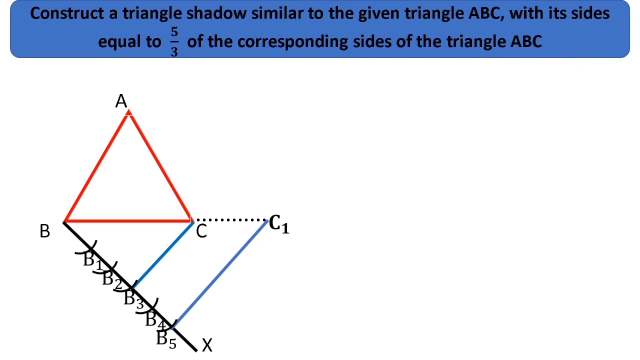 Construct a triangle shadow similar to the given triangle ABC, with its sides
equal to 5/3 of the corresponding sides of the triangle ABC
A
B
C
C₁
B₁
B₂
B₃
B₄
B₅
X